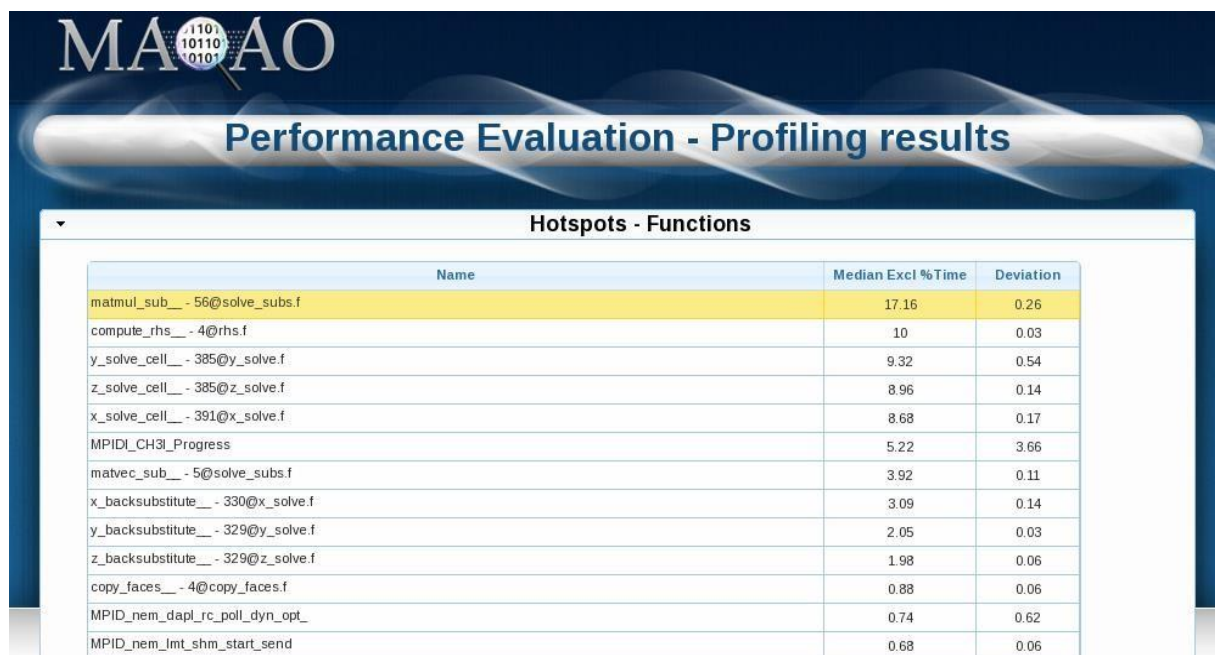 MAQAO
1101
10110
0101
Performance Evaluation - Profiling results
Hotspots - Functions
Name Median Excl %Time Deviation
matmul_sub__ - 56@solve_subs.f 17.16 0.26
compute_rhs__ - 4@rhs.f 10 0.03
y_solve_cell__ - 385@y_solve.f 9.32 0.54
z_solve_cell__ - 385@z_solve.f 8.96 0.14
x_solve_cell__ - 391@x_solve.f 8.68 0.17
MPIDI_CH3I_Progress 5.22 3.66
matvec_sub__ - 5@solve_subs.f 3.92 0.11
x_backsubstitute__ - 330@x_solve.f 3.09 0.14
y_backsubstitute__ - 329@y_solve.f 2.05 0.03
z_backsubstitute__ - 329@z_solve.f 1.98 0.06
copy_faces__ - 4@copy_faces.f 0.88 0.06
MPID_nem_dapl_rc_poll_dyn_opt_ 0.74 0.62
MPID_nem_lmt_shm_start_send 0.68 0.06